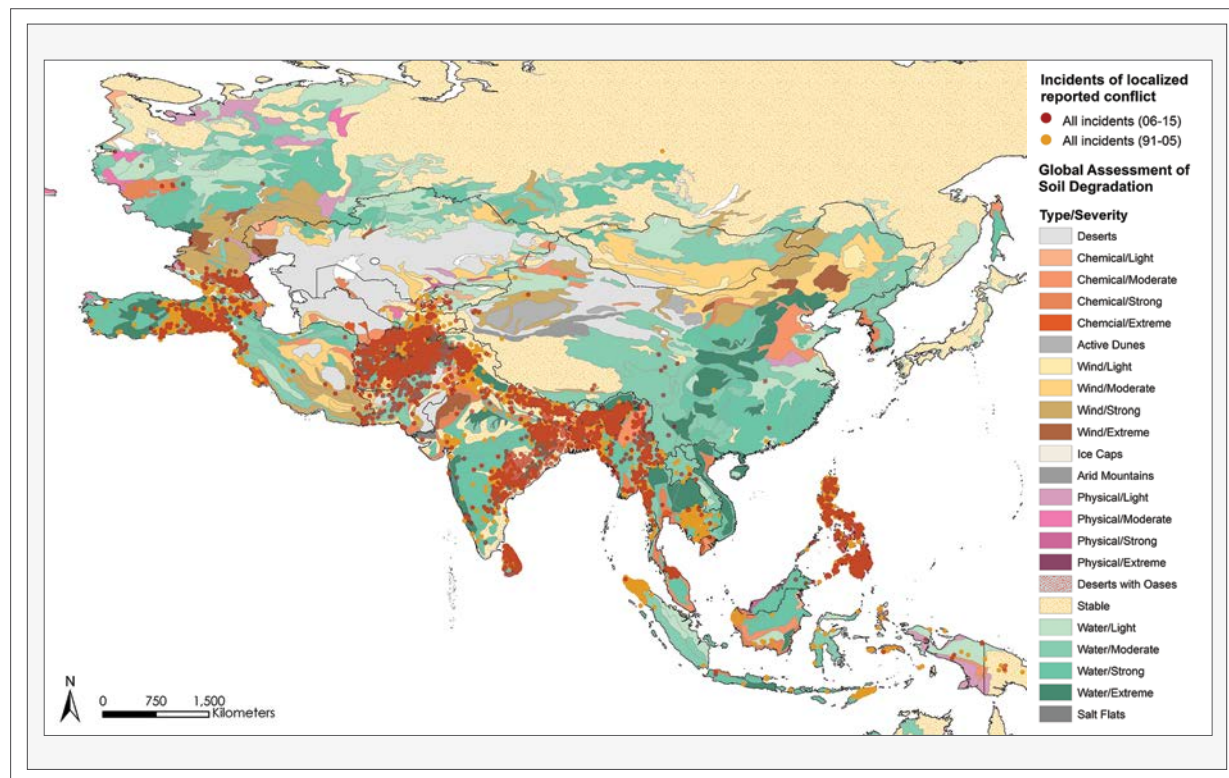 Incidents of localized
reported conflict
All incidents (06-15)
All incidents (91-05)
Global Assessment of
Soil Degradation
Type/Severity
Deserts
Chemical/Light
Chemical/Moderate
Chemical/Strong
Chemcial/Extreme
Active Dunes
Wind/Light
Wind/Moderate
Wind/Strong
Wind/Extreme
Ice Caps
Arid Mountains
Physical/Light
Physical/Moderate
Physical/Strong
Physical/Extreme
Deserts with Oases
Stable
Water/Light
Water/Moderate
Water/Strong
Water/Extreme
Salt Flats
N
0 750 1,500
Kilometers